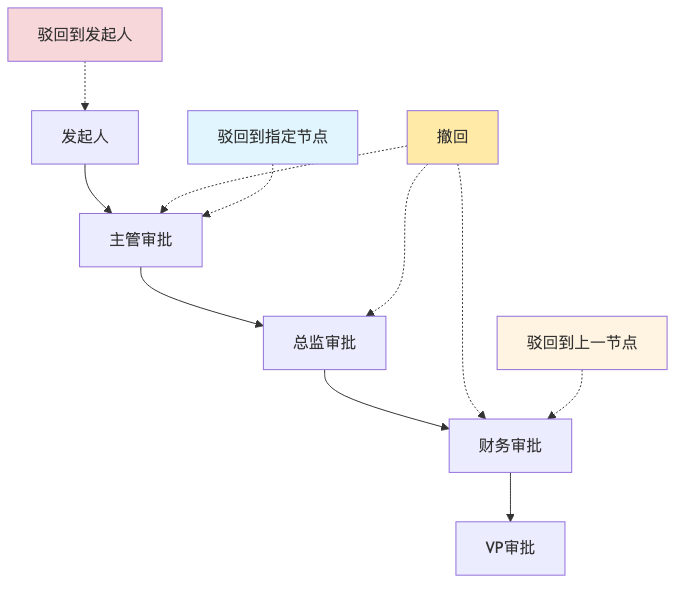 驳回到发起人
发起人
驳回到指定节点
撤回
主管审批
总监审批
驳回到上一节点
财务审批
VP审批